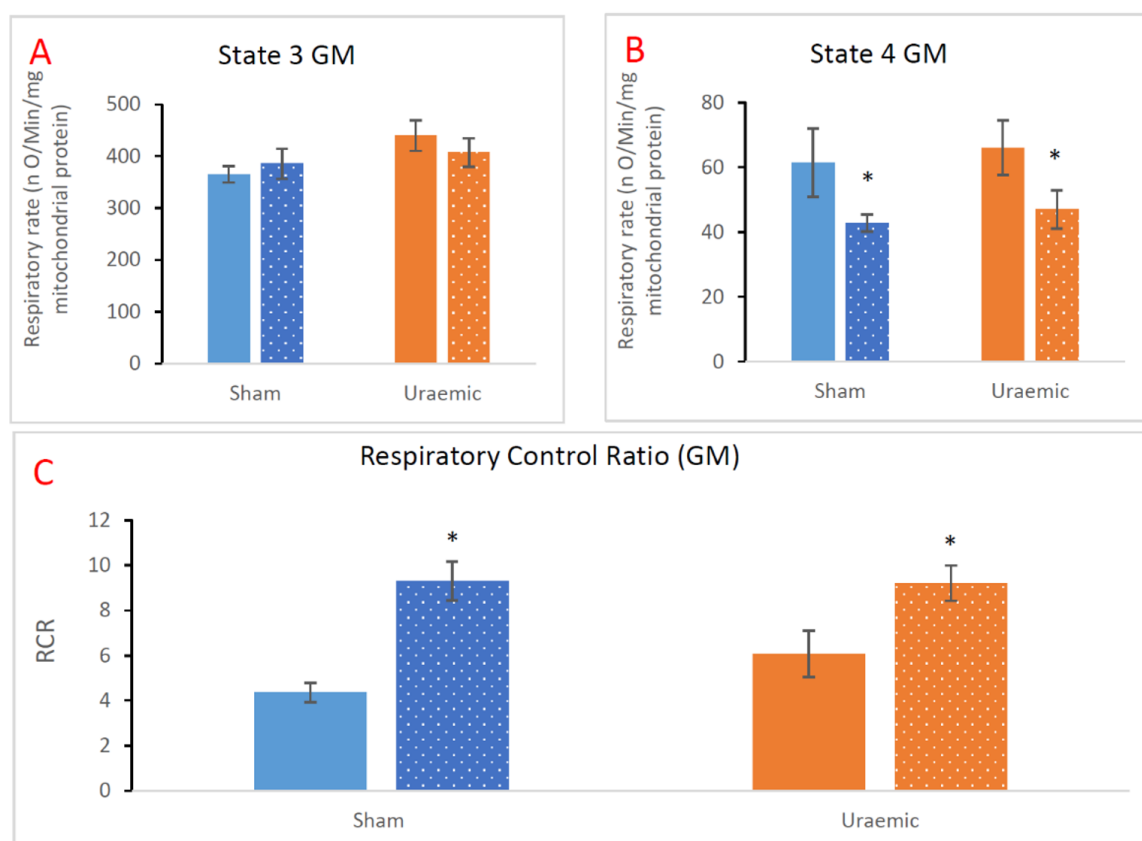 A
State 3 GM
Respiratory rate (n O/Min/mg
mitochondrial protein)
500
400
300
200
100
0
Sham Uraemic
B
State 4 GM
Respiratory rate (n O/Min/mg
mitochondrial protein)
80
60
40
20
0
* *
Sham Uraemic
C
Respiratory Control Ratio (GM)
RCR
12
10
8
6
4
2
0
* *
Sham Uraemic